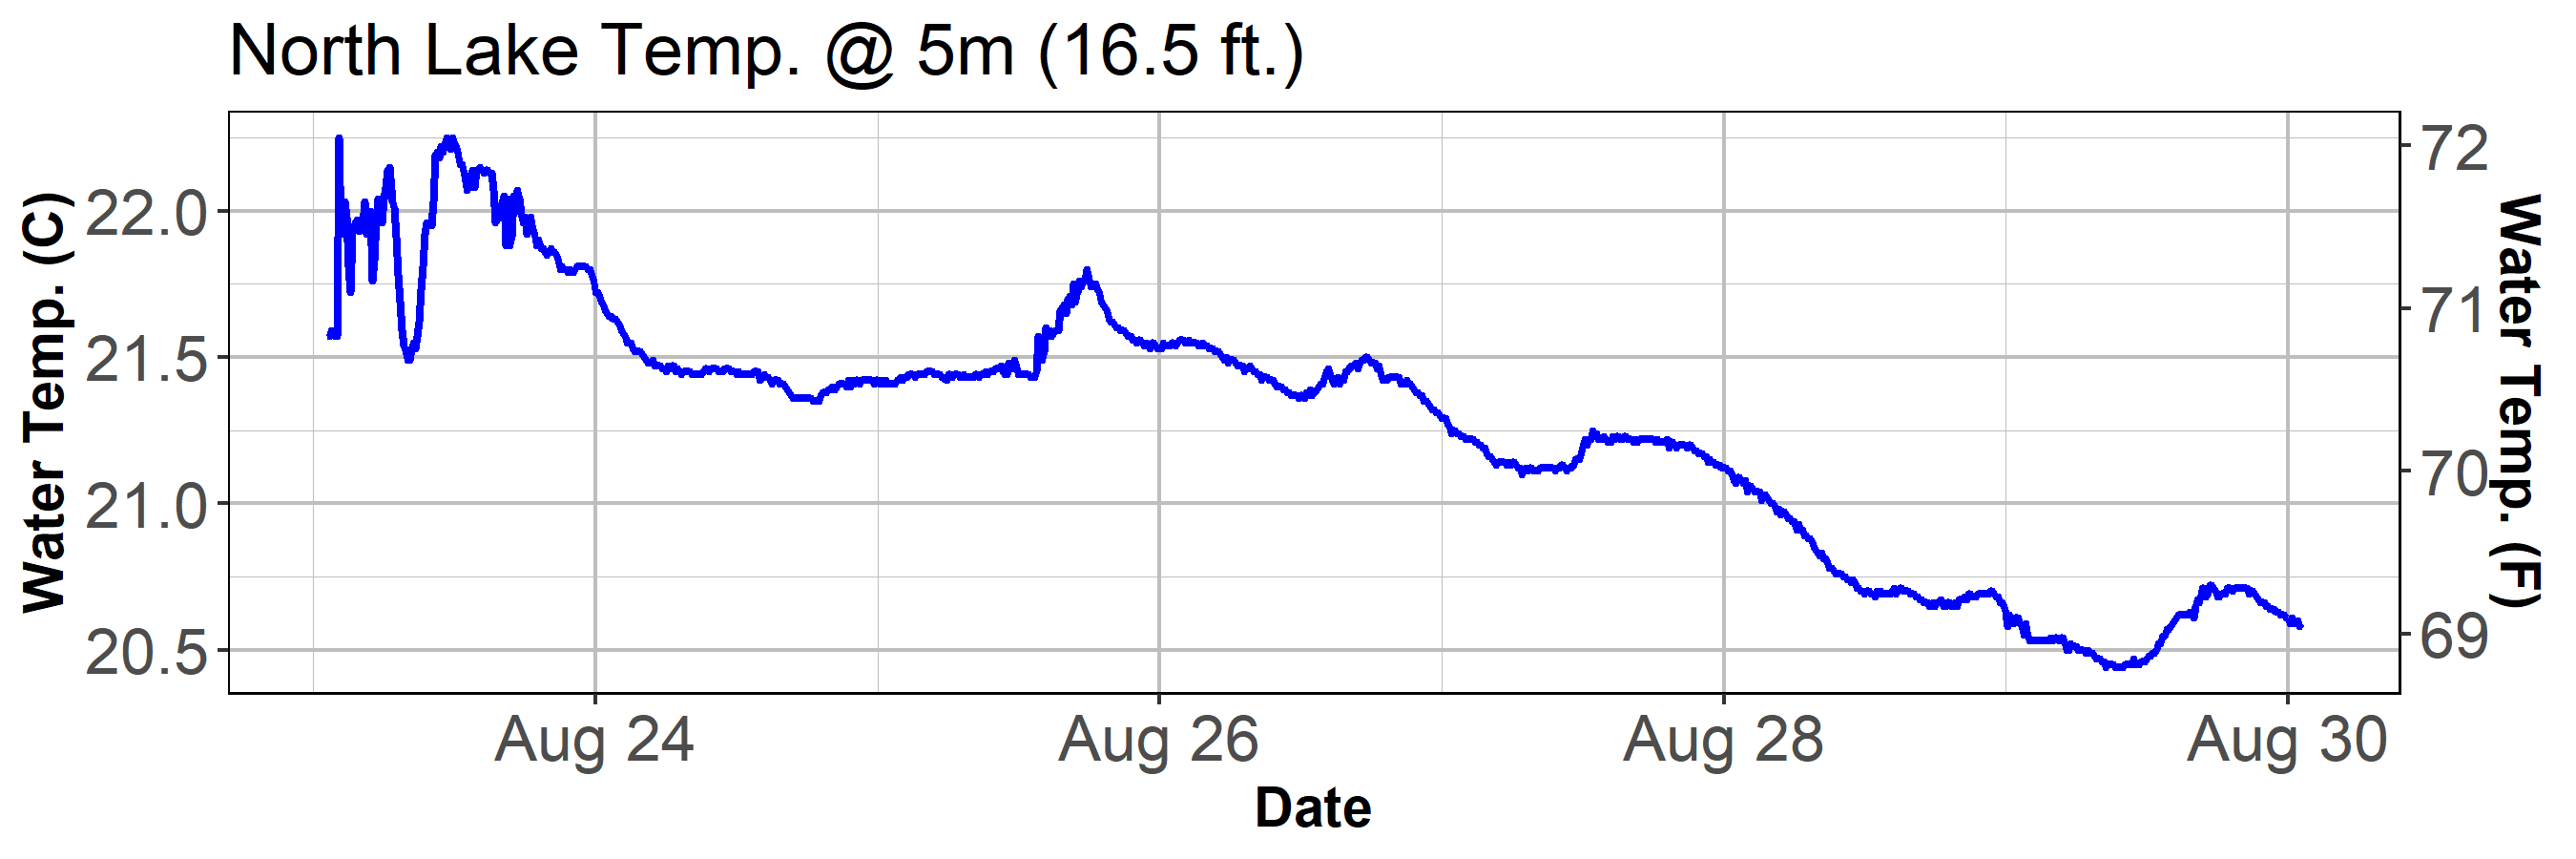 North Lake Temp. @ 5m (16.5 ft.)
Water Temp. (C)
22.0
21.5
21.0
20.5
72
71
70
69
Water Temp. (F)
Aug 24 Aug 26 Aug 28 Aug 30
Date